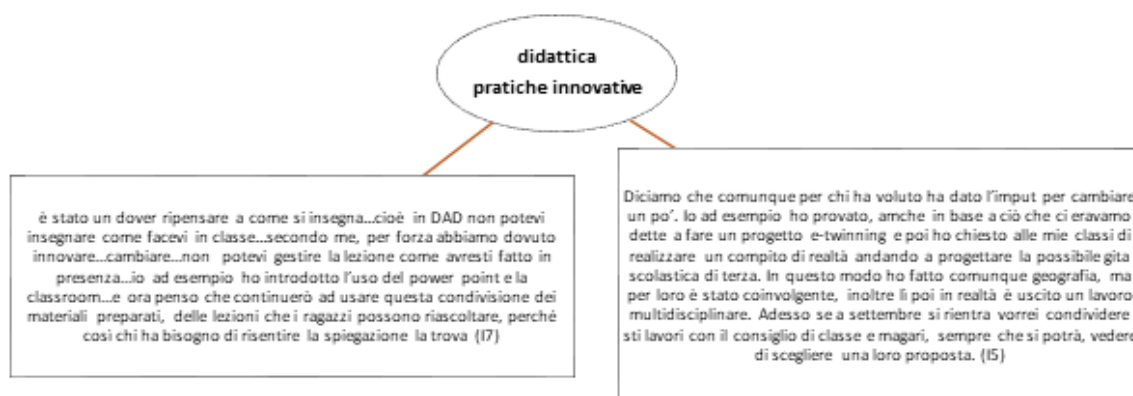 didattica
pratiche innovative
è stato un dover ripensare a come si insegna...cioè in DAD non potevi
insegnare come facevi in classe...secondo me, per forza abbiamo dovuto
innovare...cambiare...non potevi gestire la lezione come avresti fatto in
presenza...io ad esempio ho introdotto l'uso del power point e la
classroom...e ora penso che continuerò ad usare questa condivisione dei
materiali preparati, delle lezioni che i ragazzi possono riascoltare, perché
così chi ha bisogno di risentire la spiegazione la trova (I7)
Diciamo che comunque per chi ha voluto ha dato l'imput per cambiare
un po'. Io ad esempio ho provato, amche in base a ciò che ci eravamo
dette a fare un progetto e-twinning e poi ho chiesto alle mie classi di
realizzare un compito di realtà andando a progettare la possibile gita
scolastica di terza. In questo modo ho fatto comunque geografia, ma
per loro è stato coinvolgente, inoltre lì poi in realtà è uscito un lavoro
multidisciplinare. Adesso se a settembre si rientra vorrei condividere
sti lavori con il consiglio di classe e magari, sempre che si potrà, vedere
di scegliere una loro proposta. (I5)